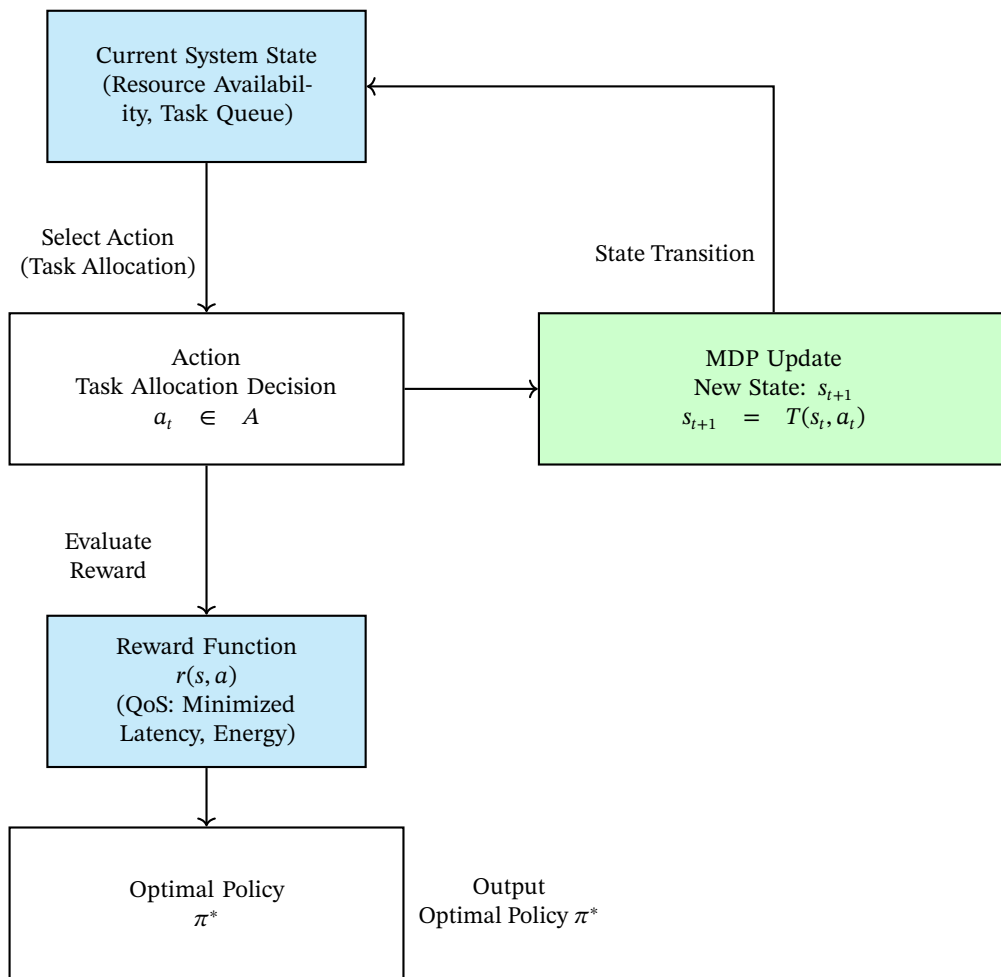 Current System State
(Resource Availabil-
ity, Task Queue)
Select Action
(Task Allocation)
State Transition
Action
Task Allocation Decision
a_t ∈ A
MDP Update
New State: s_{t+1}
s_{t+1} = T(s_t, a_t)
Evaluate
Reward
Reward Function
r(s, a)
(QoS: Minimized
Latency, Energy)
Optimal Policy
π*
Output
Optimal Policy π*